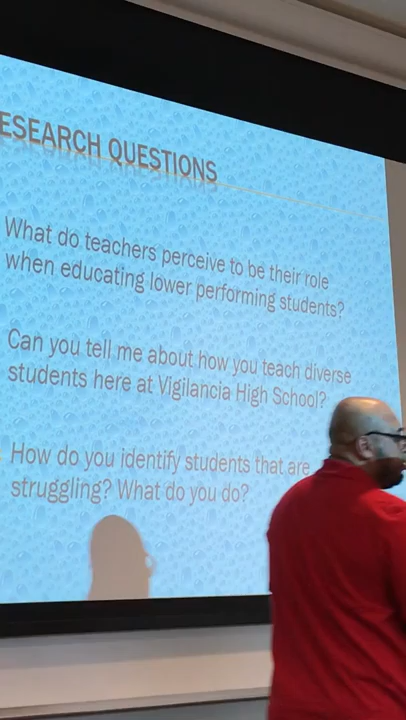 ESEARCH QUESTIONS
What do teachers perceive to be their role
when educating lower performing students?
Can you tell me about how you teach diverse
students here at Vigilancia High School?
How do you identify students that are
struggling? What do you do?